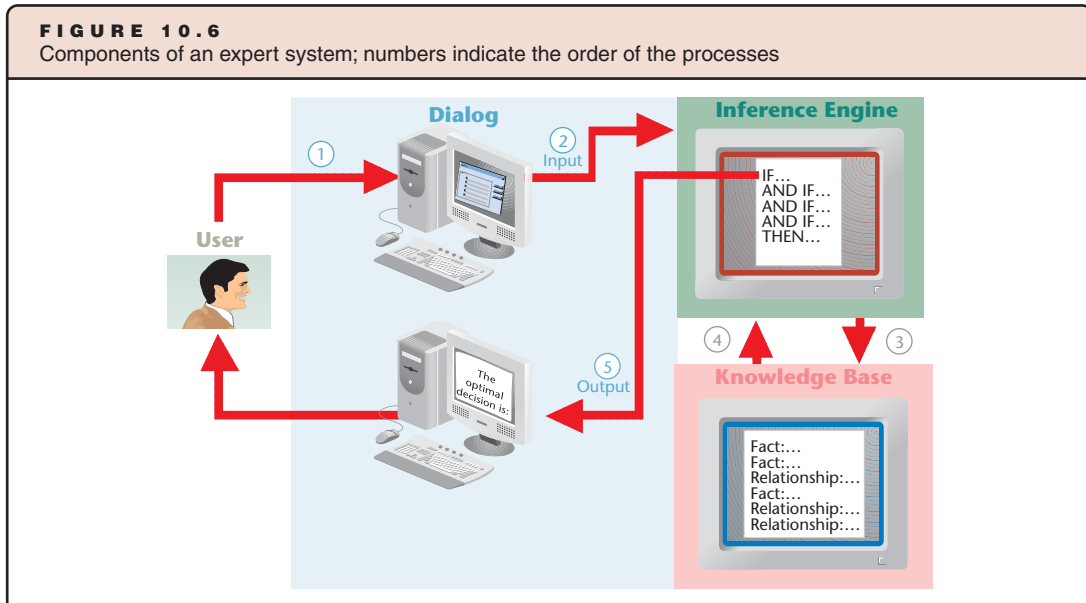 FIGURE 10.6
Components of an expert system; numbers indicate the order of the processes
Dialog
Inference Engine
1
2
Input
IF…
AND IF…
AND IF…
AND IF…
THEN…
User
4
3
5
Output
The
optimal
decision is:
Knowledge Base
Fact:…
Fact:…
Relationship:…
Fact:…
Relationship:…
Relationship:…